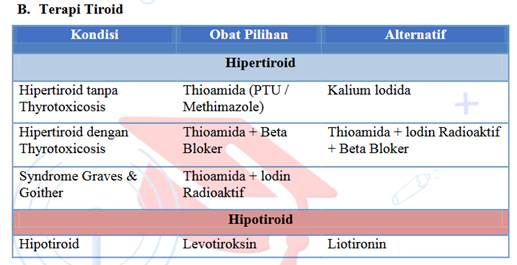 B. Terapi Tiroid
Kondisi Obat Pilihan Alternatif
Hipertiroid
Hipertiroid tanpa Thioamida (PTU / Kalium lodida
Thyrotoxicosis Methimazole)
Hipertiroid dengan Thioamida + Beta Thioamida + lodin Radioaktif
Thyrotoxicosis Bloker + Beta Bloker
Syndrome Graves & Thioamida + lodin
Goither Radioaktif
Hipotiroid
Hipotiroid Levotiroksin Liotironin